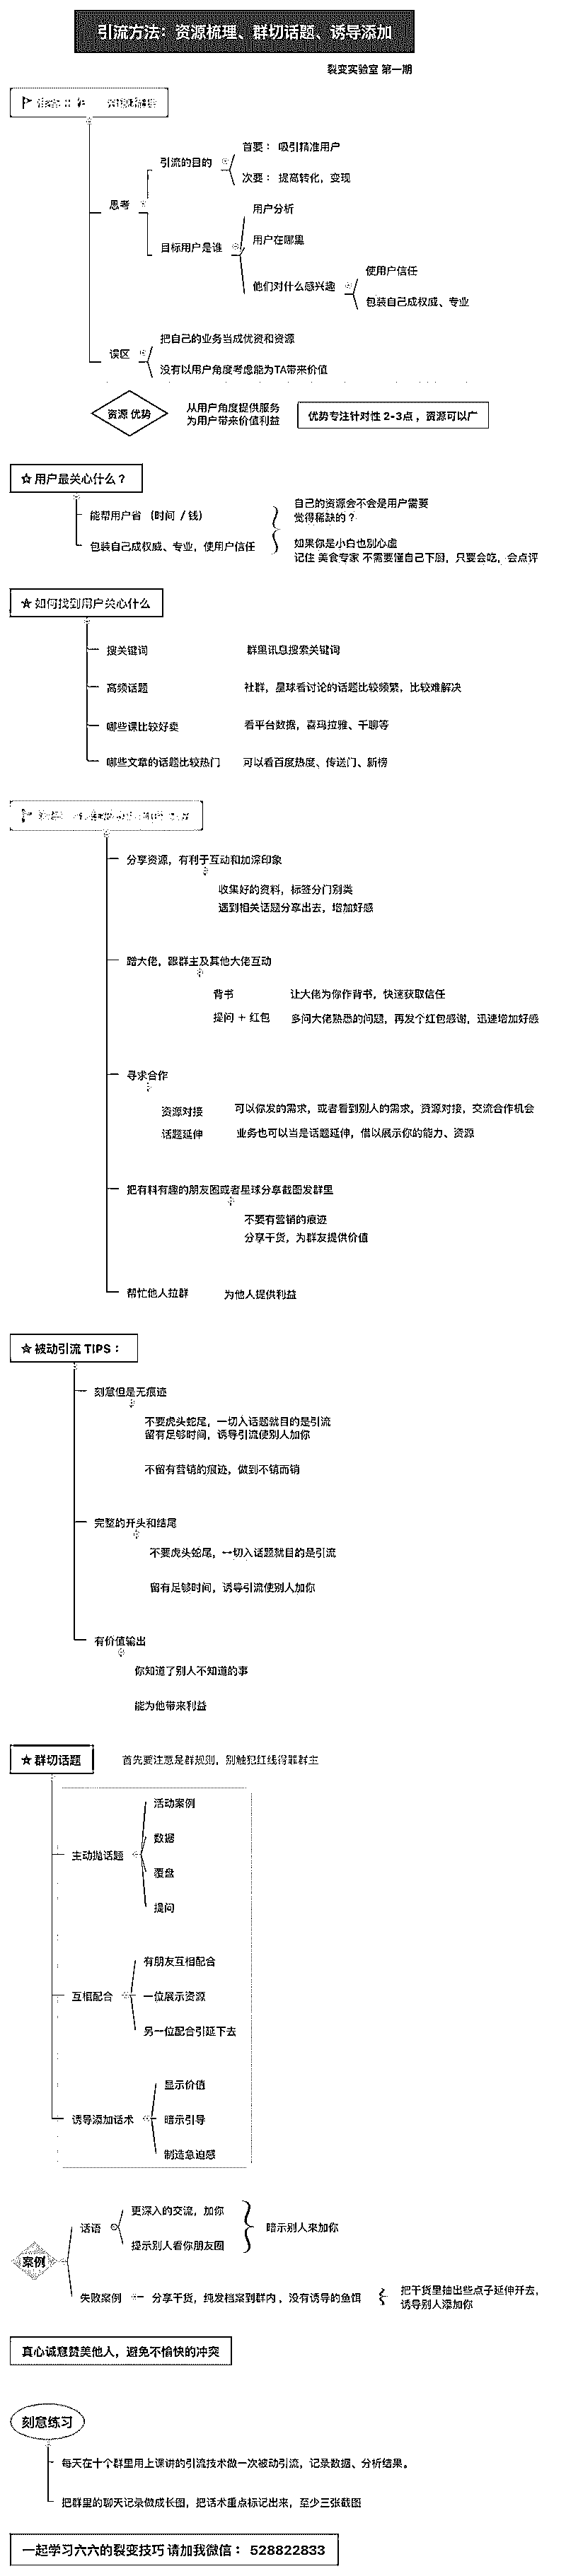 引流方法：资源梳理、群切话题、诱导添加
裂变实验室 第一期
思考
引流的目的
首要： 吸引精准用户
次要： 提高转化，变现
目标用户是谁
用户分析
用户在哪里
他们对什么感兴趣
使用户信任
包装自己成权威、专业
误区
把自己的业务当成优资和资源
没有以用户角度考虑能为TA带来价值
资源 优势
从用户角度提供服务
为用户带来价值利益
优势专注针对性 2-3点 ，资源可以广
☆ 用户最关心什么？
能帮用户省 （时间 / 钱）
包装自己成权威、专业，使用户信任
自己的资源会不会是用户需要
觉得稀缺的？
如果你是小白也别心虚
记住 美食专家 不需要懂自己下厨，只要会吃，会点评
☆ 如何找到用户关心什么
搜关键词
群里讯息搜索关键词
高频话题
社群，星球看讨论的话题比较频繁，比较难解决
哪些课比较好卖
看平台数据，喜玛拉雅、千聊等
哪些文章的话题比较热门
可以看百度热度、传送门、新榜
分享资源，有利于互动和加深印象
收集好的资料，标签分门别类
遇到相关话题分享出去，增加好感
蹭大佬，跟群主及其他大佬互动
背书
让大佬为你作背书，快速获取信任
提问 + 红包
多问大佬熟悉的问题，再发个红包感谢，迅速增加好感
寻求合作
资源对接
可以你发的需求，或者看到别人的需求，资源对接，交流合作机会
话题延伸
业务也可以当是话题延伸，借以展示你的能力、资源
把有料有趣的朋友圈或者星球分享截图发群里
不要有营销的痕迹
分享干货，为群友提供价值
帮忙他人拉群
为他人提供利益
☆ 被动引流 TIPS：
刻意但是无痕迹
不要虎头蛇尾，一切入话题就目的是引流
留有足够时间，诱导引流使别人加你
不留有营销的痕迹，做到不销而销
完整的开头和结尾
不要虎头蛇尾，一切入话题就目的是引流
留有足够时间，诱导引流使别人加你
有价值输出
你知道了别人不知道的事
能为他带来利益
☆ 群切话题
首先要注意是群规则，别触犯红线得罪群主
主动抛话题
活动案例
数据
覆盘
提问
互相配合
有朋友互相配合
一位展示资源
另一位配合引延下去
诱导添加话术
显示价值
暗示引导
制造急迫感
案例
话语
更深入的交流，加你
提示别人看你朋友圈
暗示别人来加你
失败案例
分享干货，纯发档案到群内 ，没有诱导的鱼饵
把干货里抽出些点子延伸开去，
诱导别人添加你
真心诚意赞美他人，避免不愉快的冲突
刻意练习
每天在十个群里用上课讲的引流技术做一次被动引流，记录数据、分析结果。
把群里的聊天记录做成长图，把话术重点标记出来，至少三张截图
一起学习六六的裂变技巧 请加我微信： 528822833